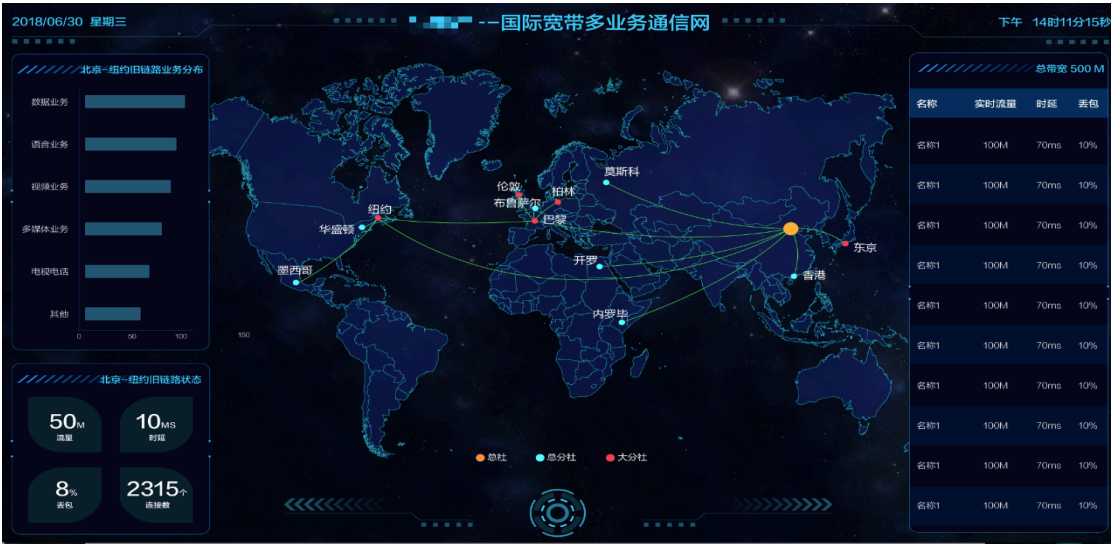 2018/06/30 星期三
--国际宽带多业务通信网
下午 14时11分15秒
北京-纽约旧链路业务分布
数据业务
语音业务
视频业务
多媒体业务
电视电话
其他
0 50 100 150
北京-纽约旧链路状态
50M
流量
10MS
时延
8%
丢包
2315个
连接数
莫斯科
伦敦
柏林
布鲁萨尔
巴黎
纽约
华盛顿
墨西哥
开罗
内罗毕
东京
香港
总社 总分社 大分社
总带宽 500 M
名称 实时流量 时延 丢包
名称1 100M 70ms 10%
名称1 100M 70ms 10%
名称1 100M 70ms 10%
名称1 100M 70ms 10%
名称1 100M 70ms 10%
名称1 100M 70ms 10%
名称1 100M 70ms 10%
名称1 100M 70ms 10%
名称1 100M 70ms 10%
名称1 100M 70ms 10%